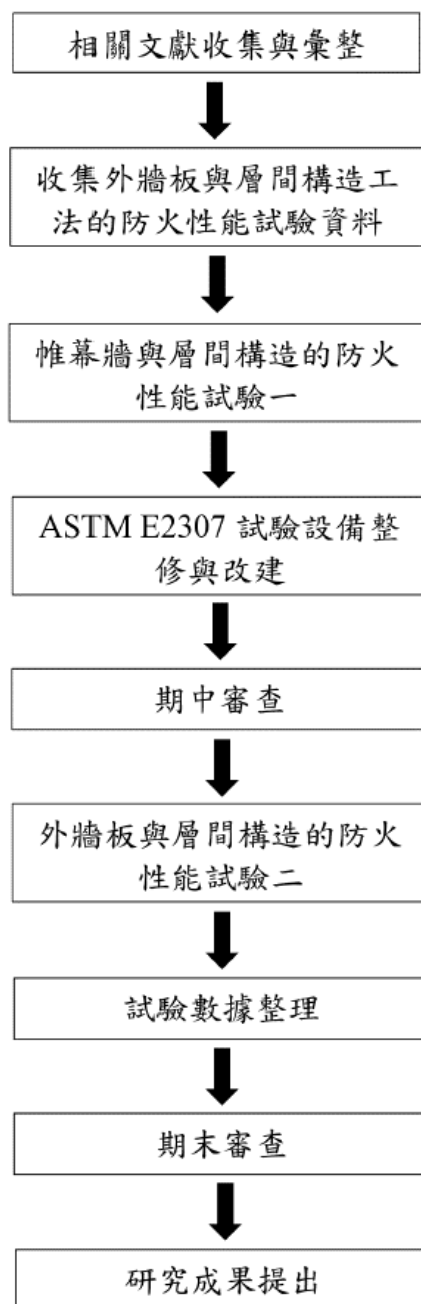 相關文獻收集與彙整
收集外牆板與層間構造工
法的防火性能試驗資料
帷幕牆與層間構造的防火
性能試驗一
ASTM E2307 試驗設備整
修與改建
期中審查
外牆板與層間構造的防火
性能試驗二
試驗數據整理
期末審查
研究成果提出